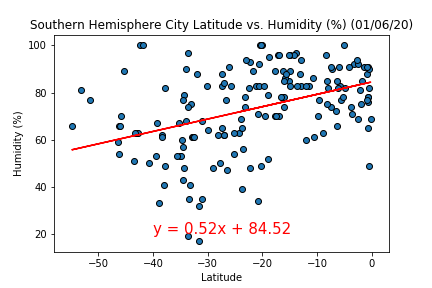 Southern Hemisphere City Latitude vs. Humidity (%) (01/06/20)
100
80
60
40
20
Humidity (%)
y = 0.52x + 84.52
−50
−40
−30
−20
−10
0
Latitude